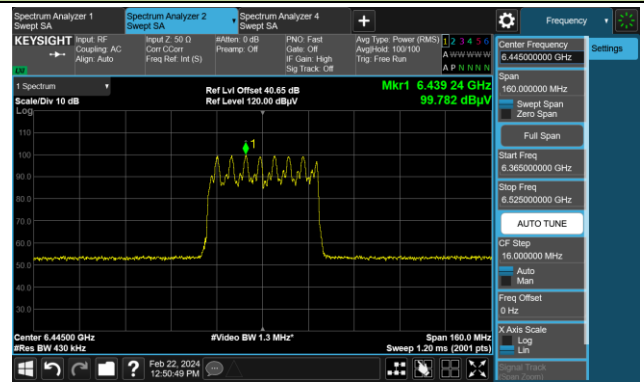 Spectrum Analyzer 1
Swept SA
Spectrum Analyzer 2
Swept SA
Spectrum Analyzer 4
Swept SA
+
Frequency
KEYSIGHT
Input: RF
Coupling: AC
Align: Auto
Input Z: 50 Ω
Corr CCorr
Freq Ref: Int (S)
#Atten: 0 dB
Preamp: Off
PNO: Fast
Gate: Off
IF Gain: High
Sig Track: Off
Avg Type: Power (RMS)
Avg|Hold: 100/100
Trig: Free Run
1 2 3 4 5 6
A W W W W W
A P N N N N
LW
1 Spectrum
Scale/Div 10 dB
Log
Ref Lvl Offset 40.65 dB
Ref Level 120.00 dBµV
Mkr1 6.439 24 GHz
99.782 dBµV
1
110
100
90.0
80.0
70.0
60.0
50.0
40.0
30.0
Center 6.44500 GHz
#Res BW 430 kHz
#Video BW 1.3 MHz*
Span 160.0 MHz
Sweep 1.20 ms (2001 pts)
Center Frequency
6.445000000 GHz
Settings
Span
160.000000 MHz
Swept Span
Zero Span
Full Span
Start Freq
6.365000000 GHz
Stop Freq
6.525000000 GHz
AUTO TUNE
CF Step
16.000000 MHz
Auto
Man
Freq Offset
0 Hz
X Axis Scale
Log
Lin
Signal Track
(Span Zoom)
?
Feb 22, 2024
12:50:49 PM